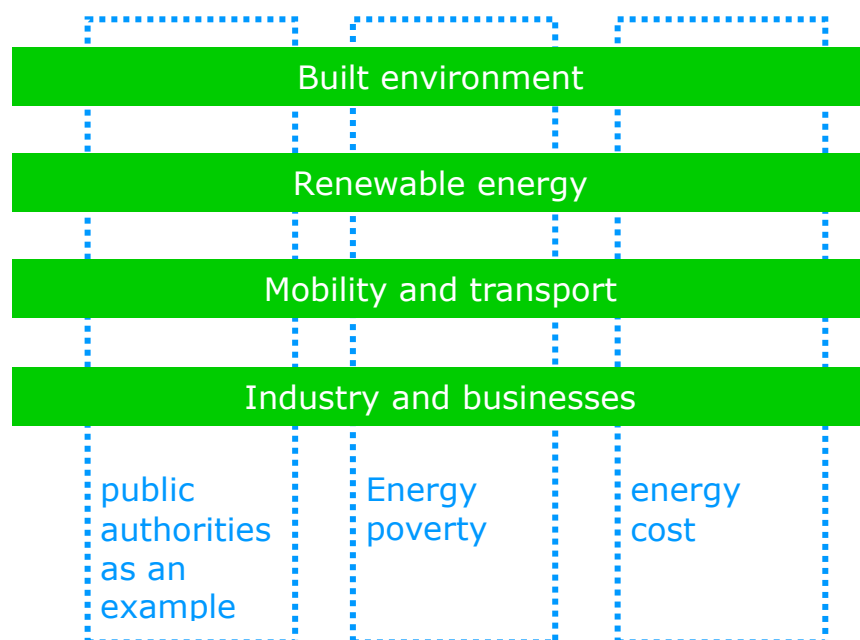 Built environment
Renewable energy
Mobility and transport
Industry and businesses
public
authorities
as an
example
Energy
poverty
energy
cost